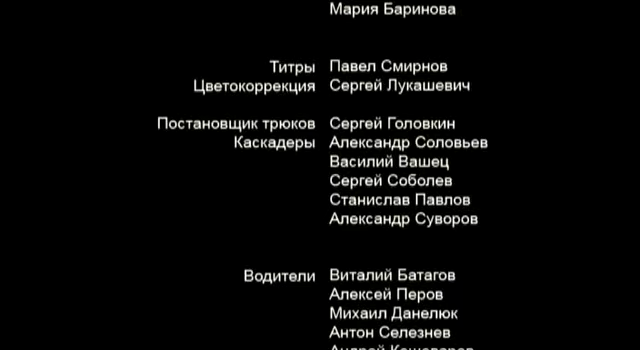 Мария Баринова
Титры Павел Смирнов
Цветокоррекция Сергей Лукашевич
Постановщик трюков Сергей Головкин
Каскадеры Александр Соловьев
Василий Вашец
Сергей Соболев
Станислав Павлов
Александр Суворов
Водители Виталий Батагов
Алексей Перов
Михаил Данелюк
Антон Селезнев
Андрей